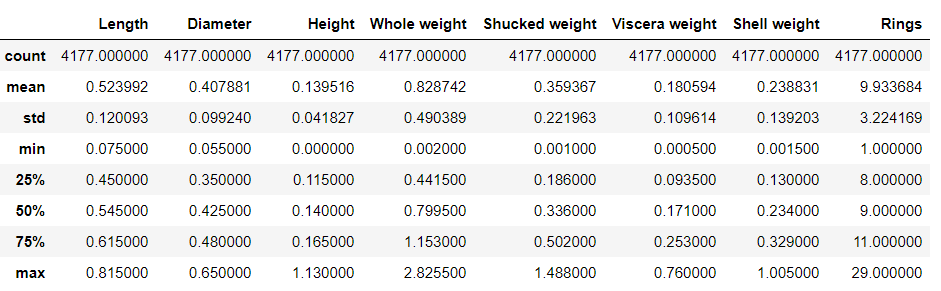 Length Diameter Height Whole weight Shucked weight Viscera weight Shell weight Rings
count 4177.000000 4177.000000 4177.000000 4177.000000 4177.000000 4177.000000 4177.000000 4177.000000
mean 0.523992 0.407881 0.139516 0.828742 0.359367 0.180594 0.238831 9.933684
std 0.120093 0.099240 0.041827 0.490389 0.221963 0.109614 0.139203 3.224169
min 0.075000 0.055000 0.000000 0.002000 0.001000 0.000500 0.001500 1.000000
25% 0.450000 0.350000 0.115000 0.441500 0.186000 0.093500 0.130000 8.000000
50% 0.545000 0.425000 0.140000 0.799500 0.336000 0.171000 0.234000 9.000000
75% 0.615000 0.480000 0.165000 1.153000 0.502000 0.253000 0.329000 11.000000
max 0.815000 0.650000 1.130000 2.825500 1.488000 0.760000 1.005000 29.000000